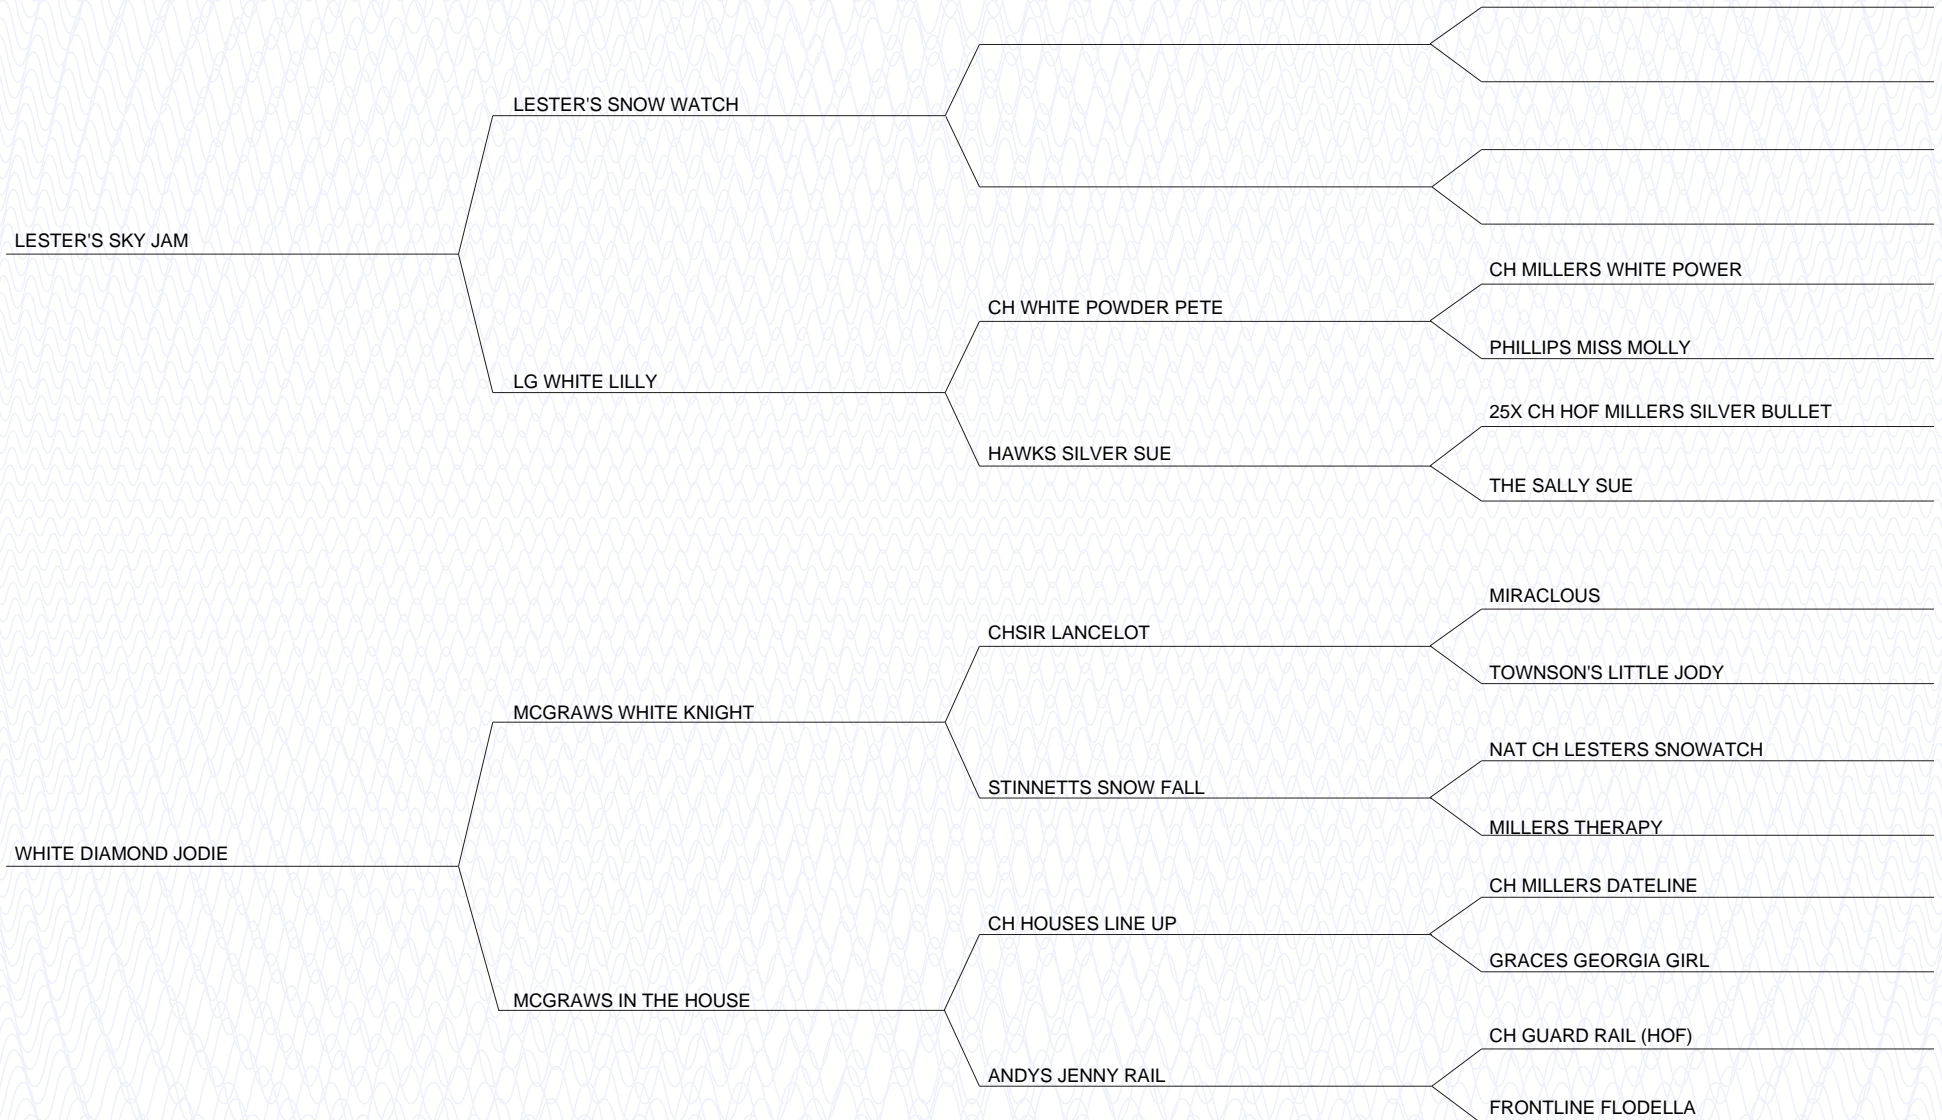 LESTER'S SNOW WATCH
LESTER'S SKY JAM
CH MILLERS WHITE POWER
CH WHITE POWDER PETE
PHILLIPS MISS MOLLY
LG WHITE LILLY
25X CH HOF MILLERS SILVER BULLET
HAWKS SILVER SUE
THE SALLY SUE
MIRACLOUS
CHSIR LANCELOT
TOWNSON'S LITTLE JODY
MCGRAWS WHITE KNIGHT
NAT CH LESTERS SNOWATCH
STINNETTS SNOW FALL
MILLERS THERAPY
WHITE DIAMOND JODIE
CH MILLERS DATELINE
CH HOUSES LINE UP
GRACES GEORGIA GIRL
MCGRAWS IN THE HOUSE
CH GUARD RAIL (HOF)
ANDYS JENNY RAIL
FRONTLINE FLODELLA